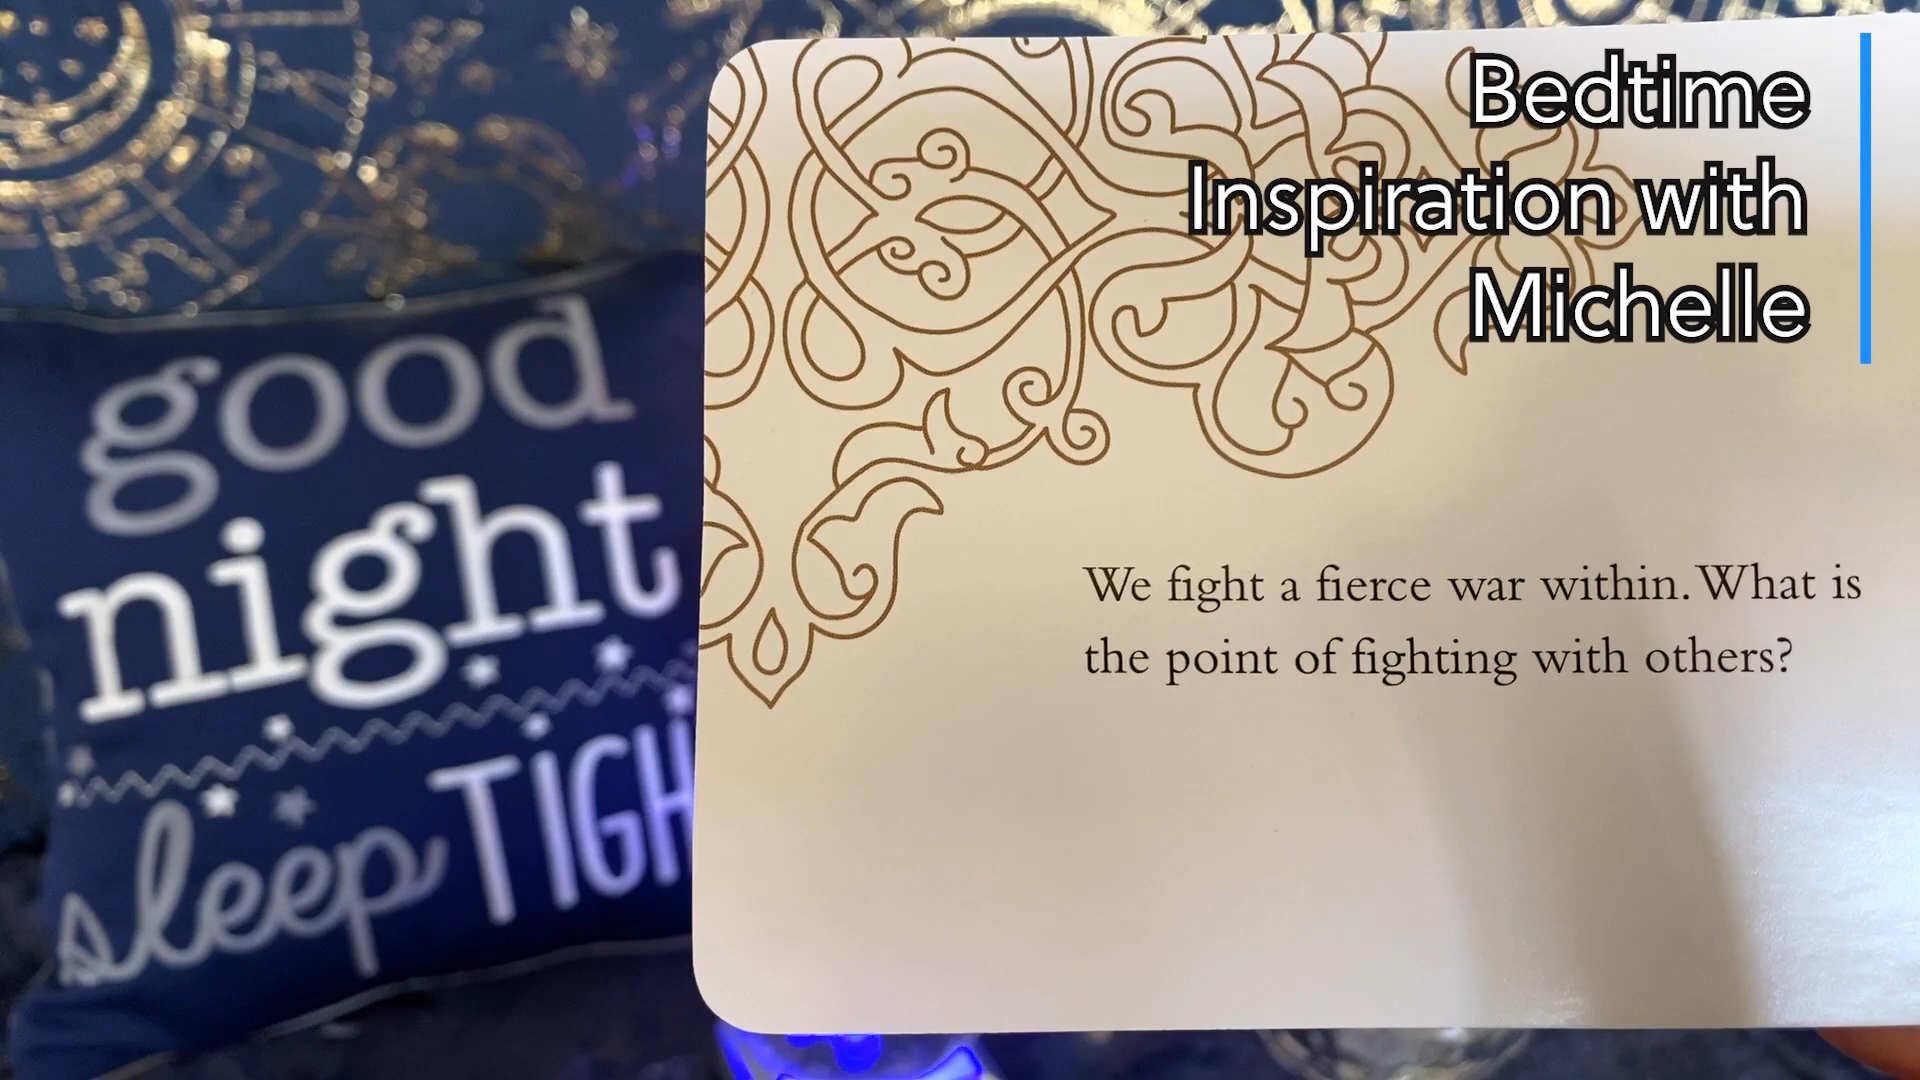 Bedtime
Inspiration with
Michelle
good
night
sleep TIGH
We fight a fierce war within. What is
the point of fighting with others?